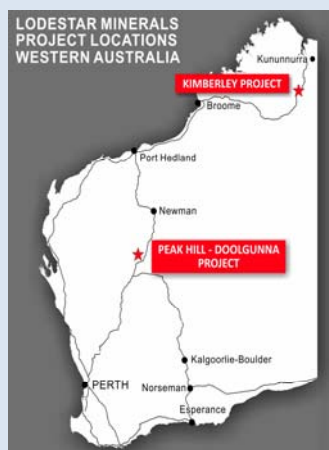 LODESTAR MINERALS
PROJECT LOCATIONS
WESTERN AUSTRALIA
Kununnurra
KIMBERLEY PROJECT
Broome
Port Hedland
Newman
PEAK HILL - DOOLGUNNA
PROJECT
Kalgoorlie-Boulder
PERTH
Norseman
Esperance